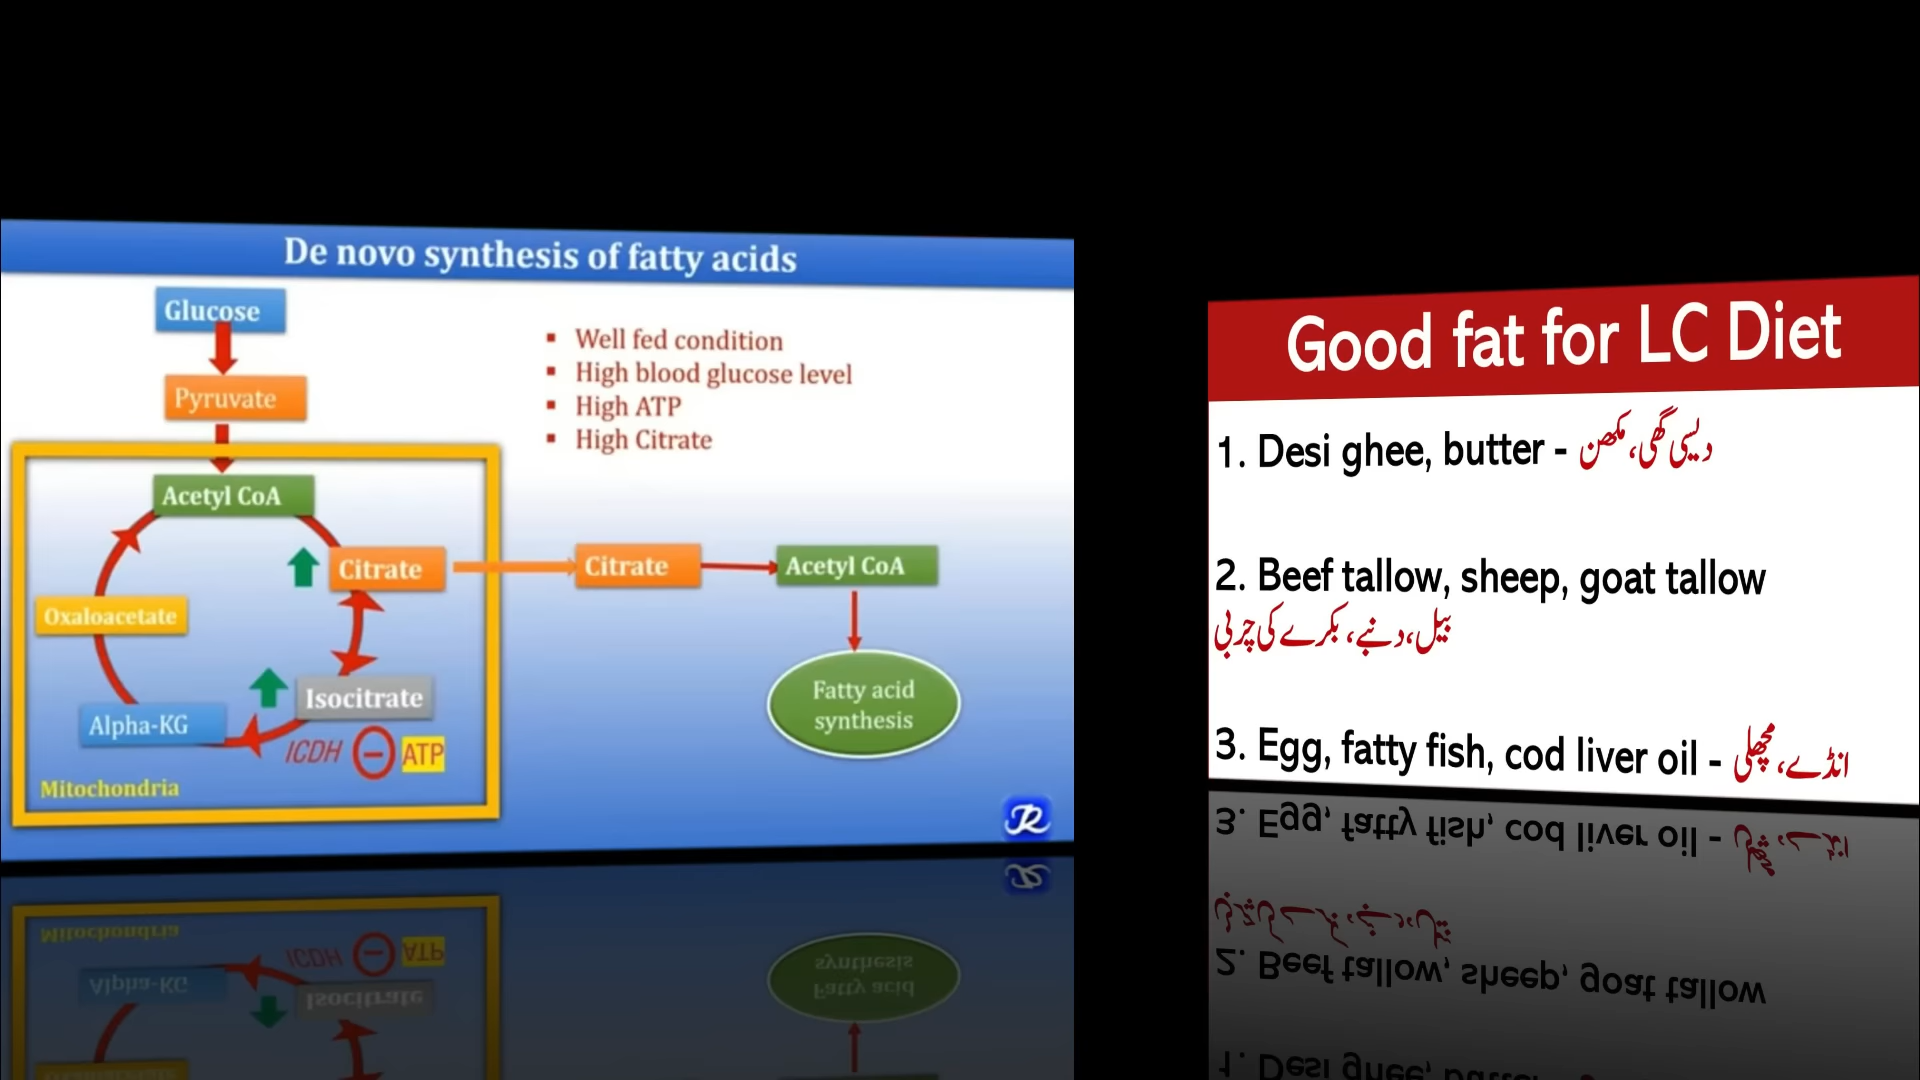 De novo synthesis of fatty acids
Glucose
Pyruvate
Acetyl CoA
Citrate
Oxaloacetate
Isocitrate
Alpha-KG
ICDH − ATP
Mitochondria
▪ Well fed condition
▪ High blood glucose level
▪ High ATP
▪ High Citrate
Citrate
Acetyl CoA
Fatty acid
synthesis
R
Good fat for LC Diet
1. Desi ghee, butter - دیسی گھی، مکھن
2. Beef tallow, sheep, goat tallow
بیل، دنبے، بکرے کی چربی
3. Egg, fatty fish, cod liver oil - انڈے، مچھلی